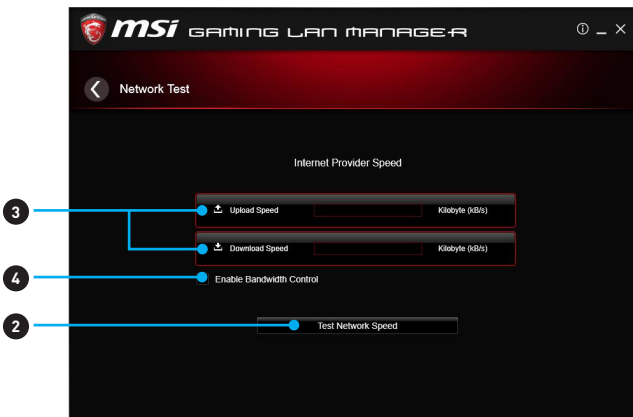 msi GAMING LAN MANAGER
Network Test
Internet Provider Speed
3
Upload Speed Kilobyte (kB/s)
Download Speed Kilobyte (kB/s)
4
Enable Bandwidth Control
2
Test Network Speed